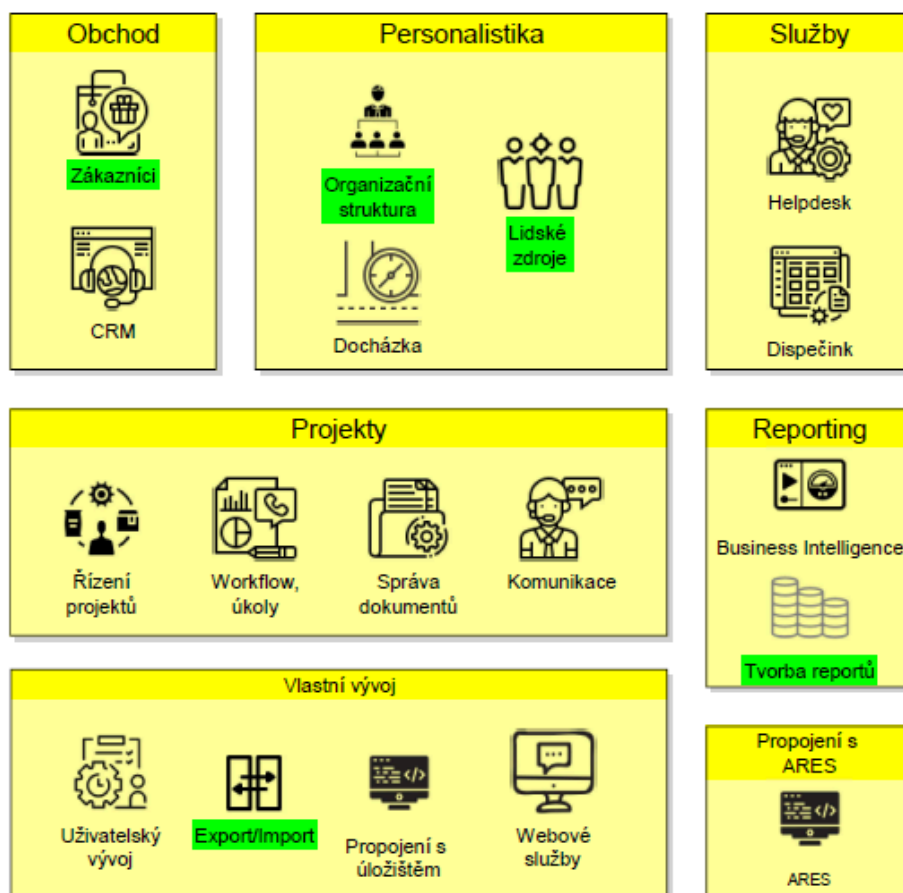 Obchod
Zákazníci
CRM
Personalistika
Organizační
struktura
Lidské
zdroje
Docházka
Služby
Helpdesk
Dispečink
Projekty
Řízení
projektů
Workflow,
úkoly
Správa
dokumentů
Komunikace
Reporting
Business Intelligence
Tvorba reportů
Vlastní vývoj
Uživatelský
vývoj
Export/Import
Propojení s
úložištěm
Webové
služby
Propojení s
ARES
ARES